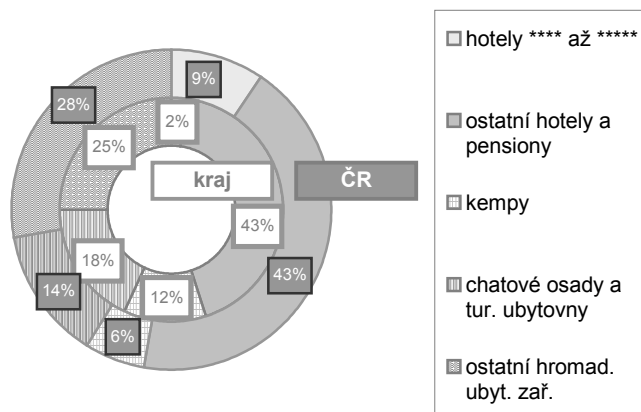 9%
28%
2%
25%
kraj
ČR
43%
43%
18%
14%
12%
6%
hotely **** až *****
ostatní hotely a
pensiony
kempy
chatové osady a
tur. ubytovny
ostatní hromad.
ubyt. zař.